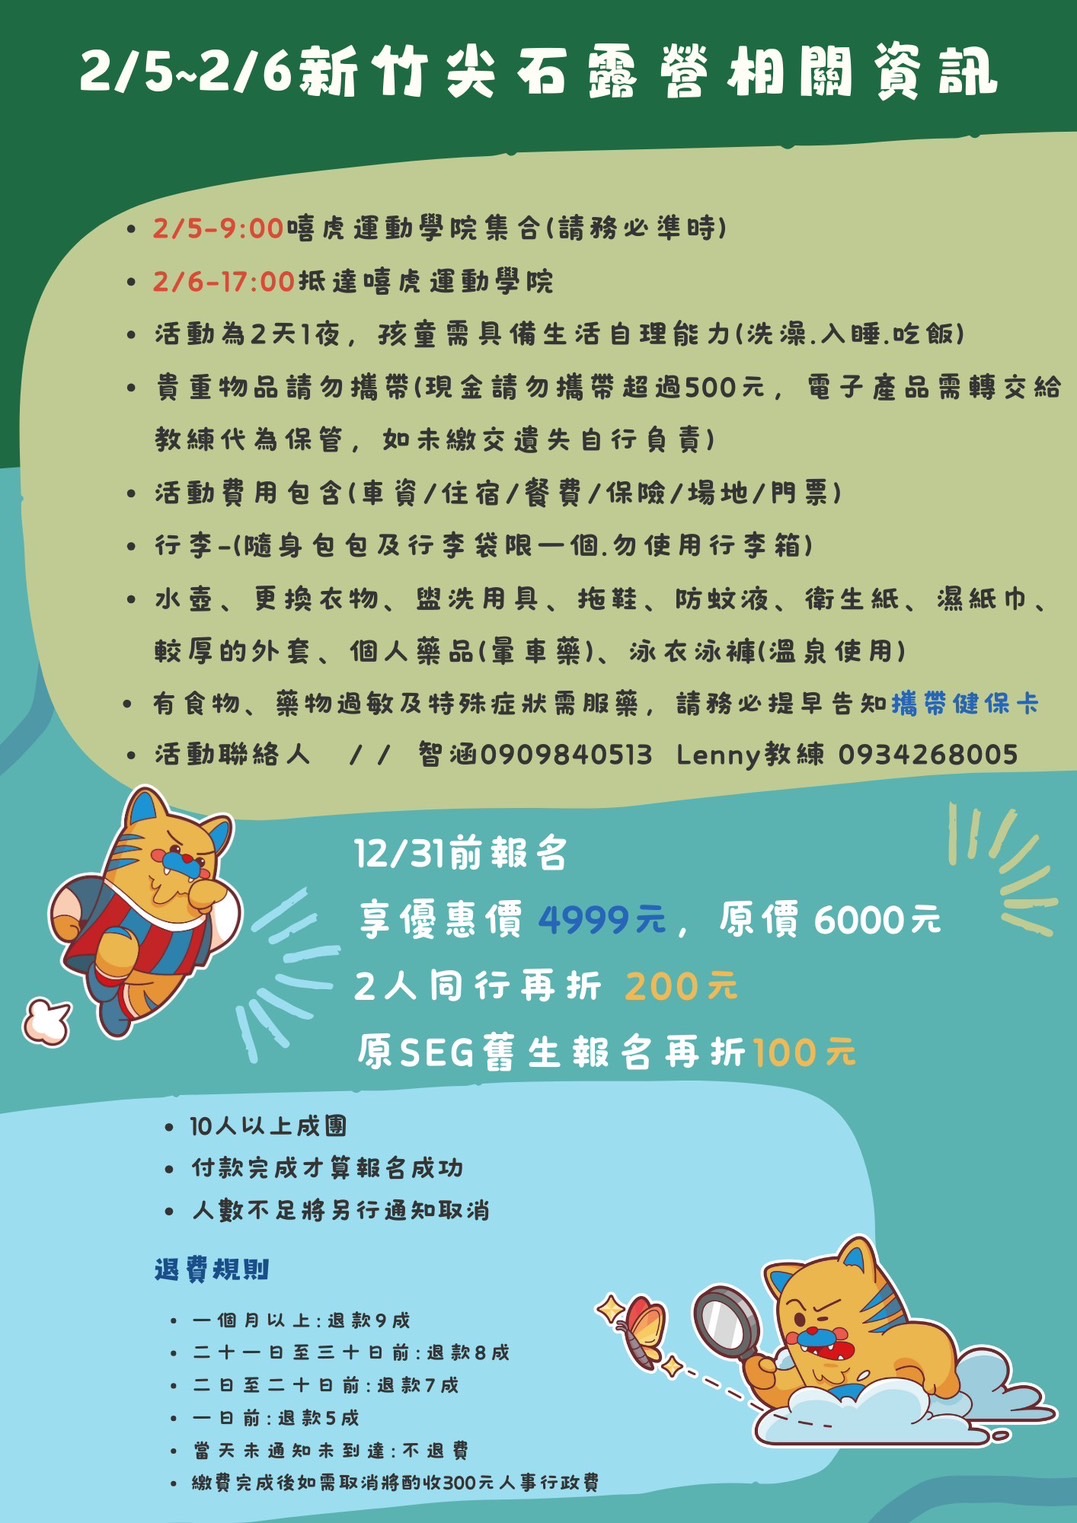 2/5~2/6新竹尖石露營相關資訊
2/5-9:00嘻虎運動學院集合(請務必準時)
2/6-17:00抵達嘻虎運動學院
活動為2天1夜，孩童需具備生活自理能力(洗澡.入睡.吃飯)
貴重物品請勿攜帶(現金請勿攜帶超過500元，電子產品需轉交給
教練代為保管，如未繳交遺失自行負責)
活動費用包含(車資/住宿/餐費/保險/場地/門票)
行李-(隨身包包及行李袋限一個.勿使用行李箱)
水壺、更換衣物、盥洗用具、拖鞋、防蚊液、衛生紙、濕紙巾、
較厚的外套、個人藥品(暈車藥)、泳衣泳褲(溫泉使用)
有食物、藥物過敏及特殊症狀需服藥，請務必提早告知攜帶健保卡
活動聯絡人 // 智涵0909840513 Lenny教練 0934268005
12/31前報名
享優惠價 4999元，原價 6000元
2人同行再折 200元
原SEG舊生報名再折100元
10人以上成團
付款完成才算報名成功
人數不足將另行通知取消
退費規則
一個月以上:退款9成
二十一日至三十日前:退款8成
二日至二十日前:退款7成
一日前:退款5成
當天未通知未到達:不退費
繳費完成後如需取消將酌收300元人事行政費